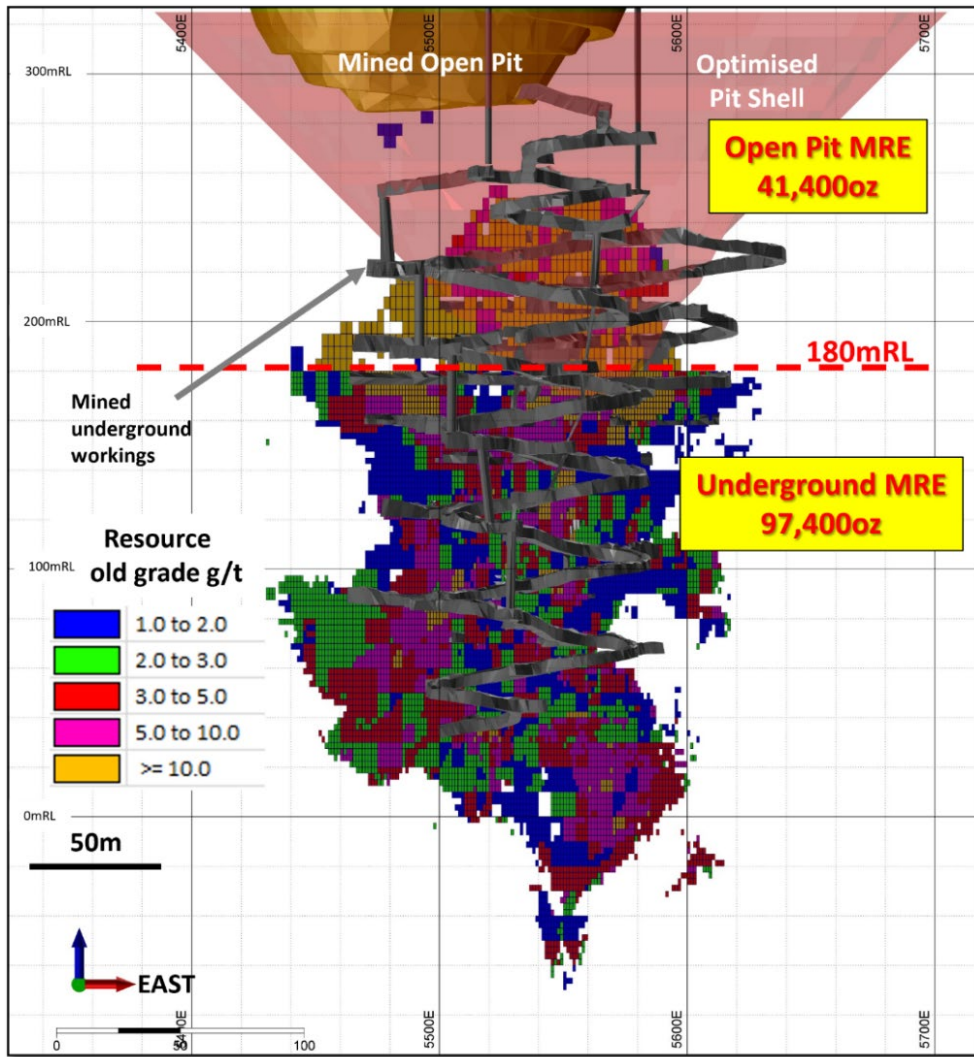 5400E
5500E
5600E
5700E
300mRL
Mined Open Pit
Optimised
Pit Shell
Open Pit MRE
41,400oz
200mRL
180mRL
Mined
underground
workings
Underground MRE
97,400oz
Resource
old grade g/t
100mRL
1.0 to 2.0
2.0 to 3.0
3.0 to 5.0
5.0 to 10.0
>= 10.0
0mRL
50m
EAST
0
50
100
5400E
5500E
5600E
5700E